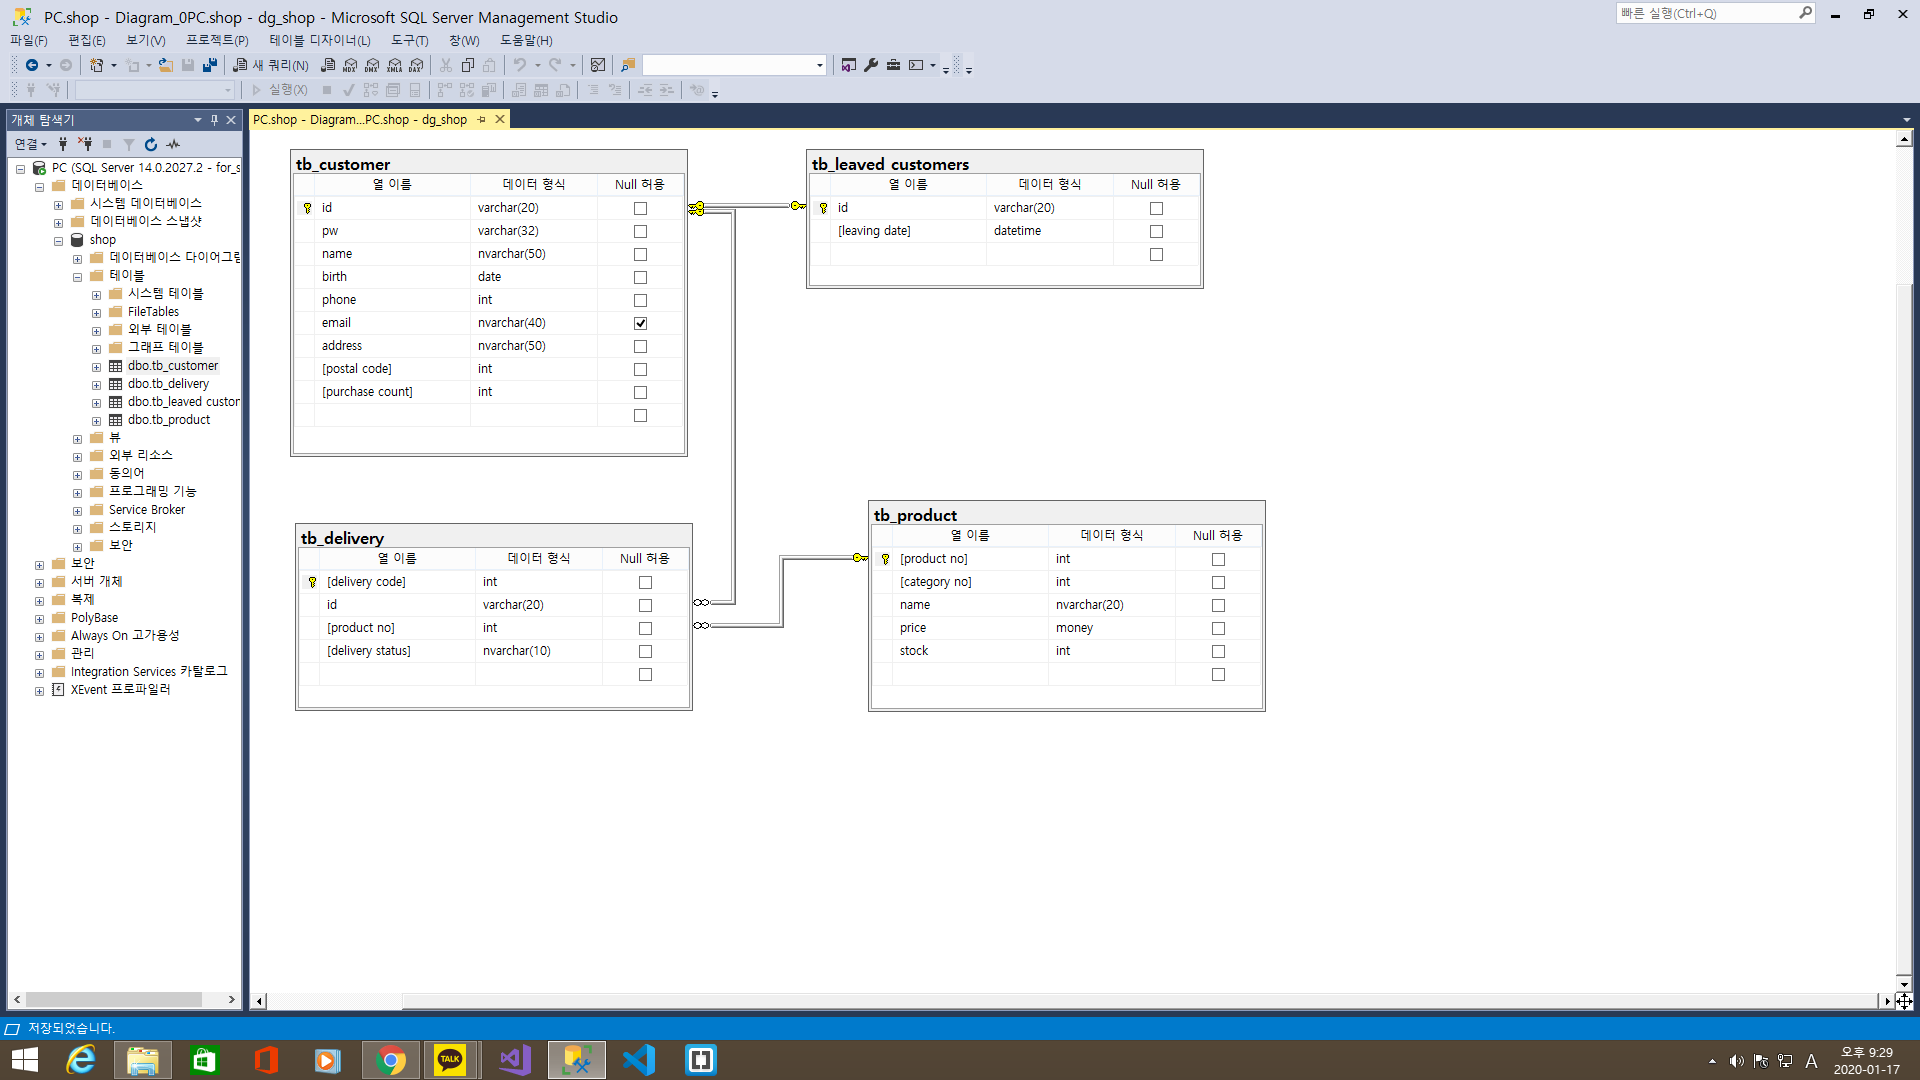 PC.shop - Diagram_0PC.shop - dg_shop - Microsoft SQL Server Management Studio
빠른 실행(Ctrl+Q)
파일(F) 편집(E) 보기(V) 프로젝트(P) 테이블 디자이너(L) 도구(T) 창(W) 도움말(H)
새 쿼리(N)
MDX DMX XMLA DAX
실행(X)
개체 탐색기
연결
PC (SQL Server 14.0.2027.2 - for_s
데이터베이스
시스템 데이터베이스
데이터베이스 스냅샷
shop
데이터베이스 다이어그램
테이블
시스템 테이블
FileTables
외부 테이블
그래프 테이블
dbo.tb_customer
dbo.tb_delivery
dbo.tb_leaved custor
dbo.tb_product
뷰
외부 리소스
동의어
프로그래밍 기능
Service Broker
스토리지
보안
보안
서버 개체
복제
PolyBase
Always On 고가용성
관리
Integration Services 카탈로그
XEvent 프로파일러
PC.shop - Diagram...PC.shop - dg_shop
tb_customer
열 이름 데이터 형식 Null 허용
id varchar(20)
pw varchar(32)
name nvarchar(50)
birth date
phone int
email nvarchar(40)
address nvarchar(50)
[postal code] int
[purchase count] int
tb_leaved customers
열 이름 데이터 형식 Null 허용
id varchar(20)
[leaving date] datetime
tb_delivery
열 이름 데이터 형식 Null 허용
[delivery code] int
id varchar(20)
[product no] int
[delivery status] nvarchar(10)
tb_product
열 이름 데이터 형식 Null 허용
[product no] int
[category no] int
name nvarchar(20)
price money
stock int
저장되었습니다.
TALK
A
오후 9:29
2020-01-17